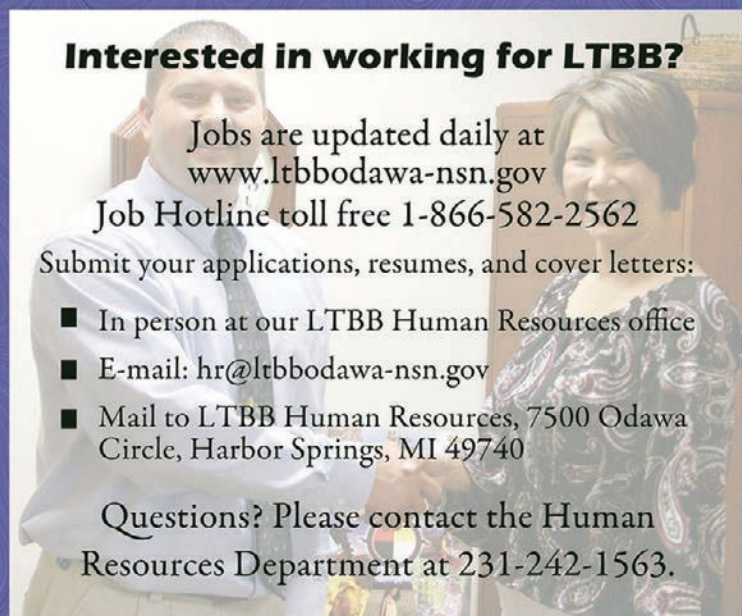 Interested in working for LTBB?
Jobs are updated daily at
www.ltbbodawa-nsn.gov
Job Hotline toll free 1-866-582-2562
Submit your applications, resumes, and cover letters:
■ In person at our LTBB Human Resources office
■ E-mail: hr@ltbbodawa-nsn.gov
■ Mail to LTBB Human Resources, 7500 Odawa
Circle, Harbor Springs, MI 49740
Questions? Please contact the Human
Resources Department at 231-242-1563.